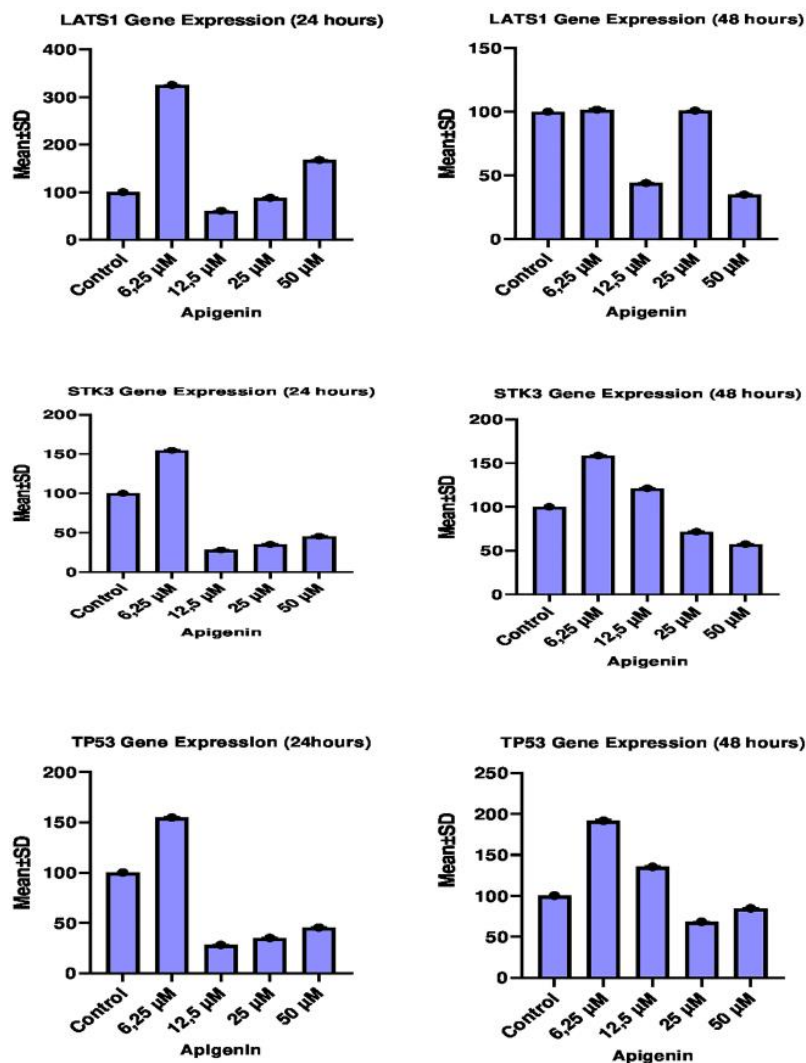 LATS1 Gene Expression (24 hours)
400
300
200
100
0
Mean±SD
Control
6,25 µM
12,5 µM
25 µM
50 µM
Apigenin
LATS1 Gene Expression (48 hours)
150
100
50
0
Mean±SD
Control
6,25 µM
12,5 µM
25 µM
50 µM
Apigenin
STK3 Gene Expression (24 hours)
200
150
100
50
0
Mean±SD
Control
6,25 µM
12,5 µM
25 µM
50 µM
Apigenin
STK3 Gene Expression (48 hours)
200
150
100
50
0
Mean±SD
Control
6,25 µM
12,5 µM
25 µM
50 µM
Apigenin
TP53 Gene Expression (24hours)
200
150
100
50
0
Mean±SD
Control
6,25 µM
12,5 µM
25 µM
50 µM
Apigenin
TP53 Gene Expression (48 hours)
250
200
150
100
50
0
Mean±SD
Control
6,25 µM
12,5 µM
25 µM
50 µM
Apigenin